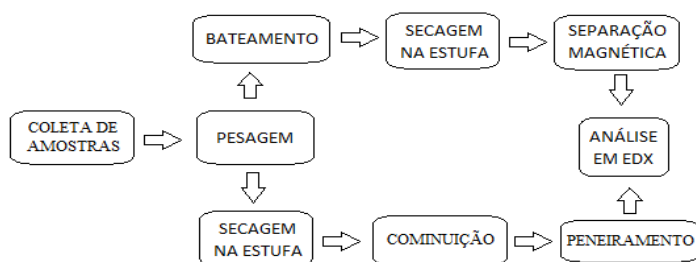 BATEAMENTO
SECAGEM
NA ESTUFA
SEPARAÇÃO
MAGNÉTICA
COLETA DE
AMOSTRAS
PESAGEM
ANÁLISE
EM EDX
SECAGEM
NA ESTUFA
COMINUIÇÃO
PENEIRAMENTO